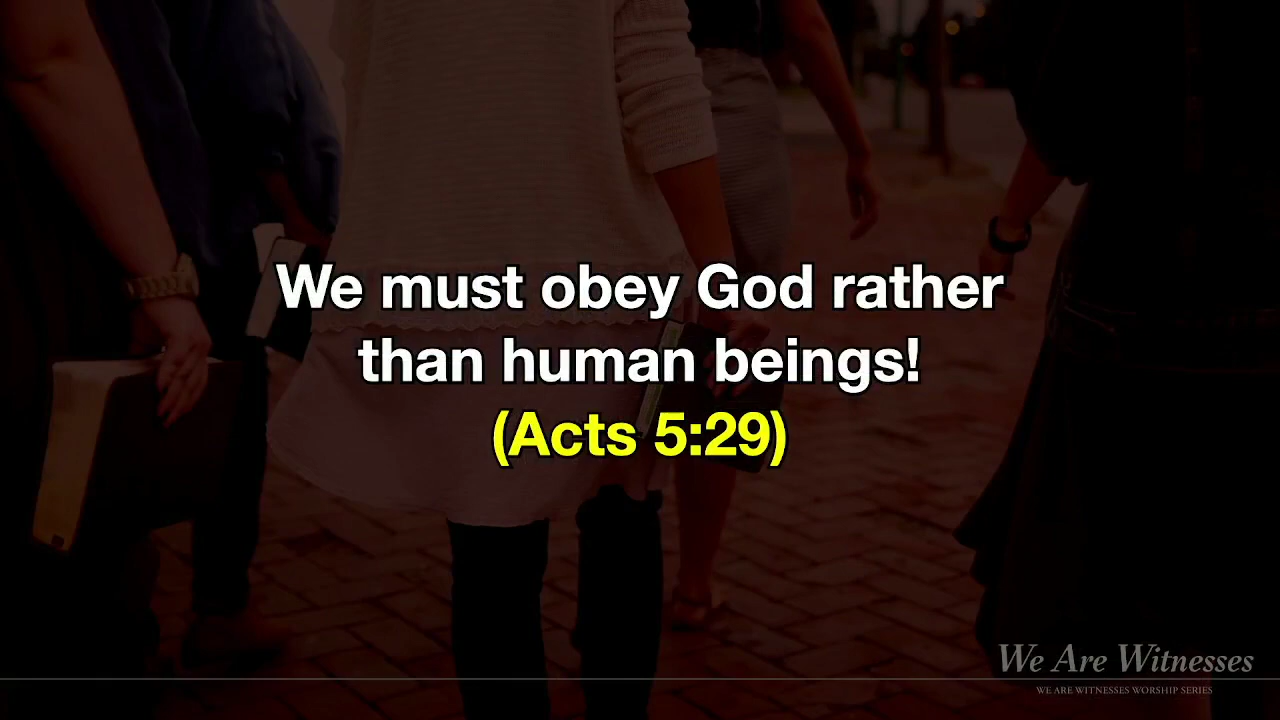 We must obey God rather
than human beings!
(Acts 5:29)
We Are Witnesses
WE ARE WITNESSES WORSHIP SERIES